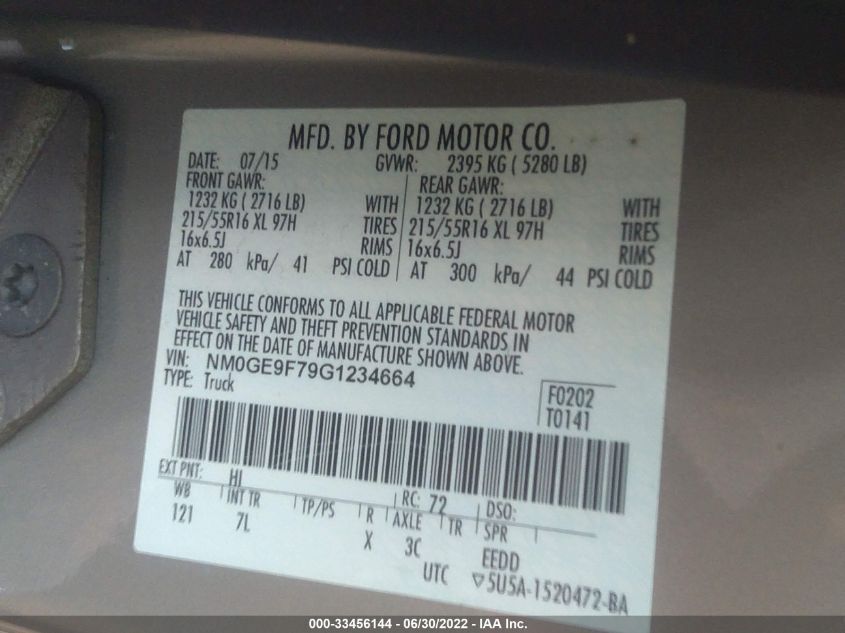 MFD. BY FORD MOTOR CO.
DATE: 07/15 GVWR: 2395 KG ( 5280 LB)
FRONT GAWR: REAR GAWR:
1232 KG ( 2716 LB) WITH 1232 KG ( 2716 LB) WITH
215/55R16 XL 97H TIRES 215/55R16 XL 97H TIRES
16x6.5J RIMS 16x6.5J RIMS
AT 280 kPa/ 41 PSI COLD AT 300 kPa/ 44 PSI COLD
THIS VEHICLE CONFORMS TO ALL APPLICABLE FEDERAL MOTOR
VEHICLE SAFETY AND THEFT PREVENTION STANDARDS IN
EFFECT ON THE DATE OF MANUFACTURE SHOWN ABOVE.
VIN: NM0GE9F79G1234664
TYPE: Truck
F0202
T0141
EXT PNT: HI RC: 72 DSO:
WB INT TR TP/PS R AXLE TR SPR
121 7L X 3C EEDD
UTC ▽5U5A-1520472-BA
000-33456144 - 06/30/2022 - IAA Inc.